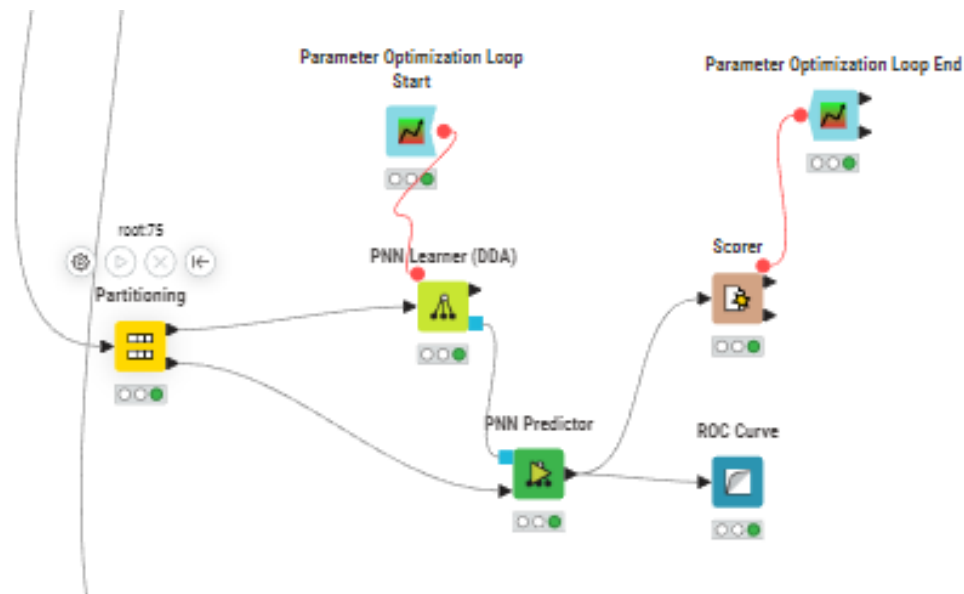 Parameter Optimization Loop
Start
Parameter Optimization Loop End
root:75
Partitioning
PNN Learner (DDA)
Scorer
PNN Predictor
ROC Curve